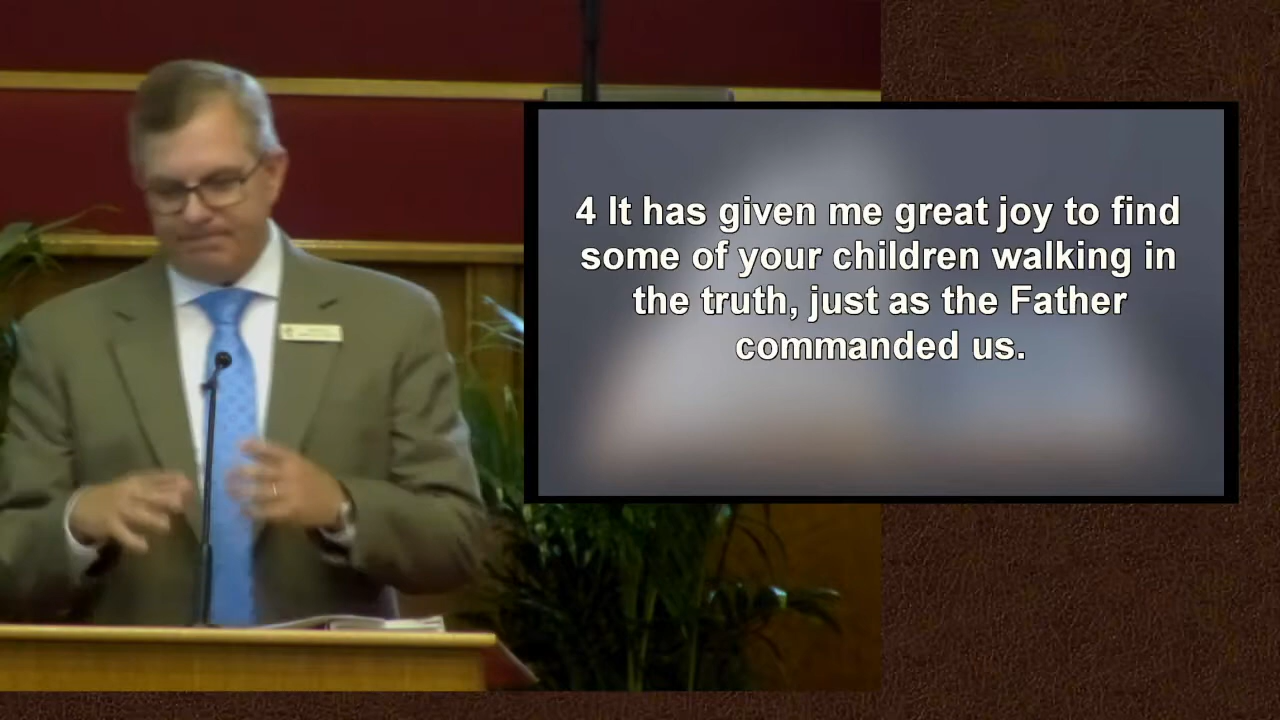 4 It has given me great joy to find
some of your children walking in
the truth, just as the Father
commanded us.